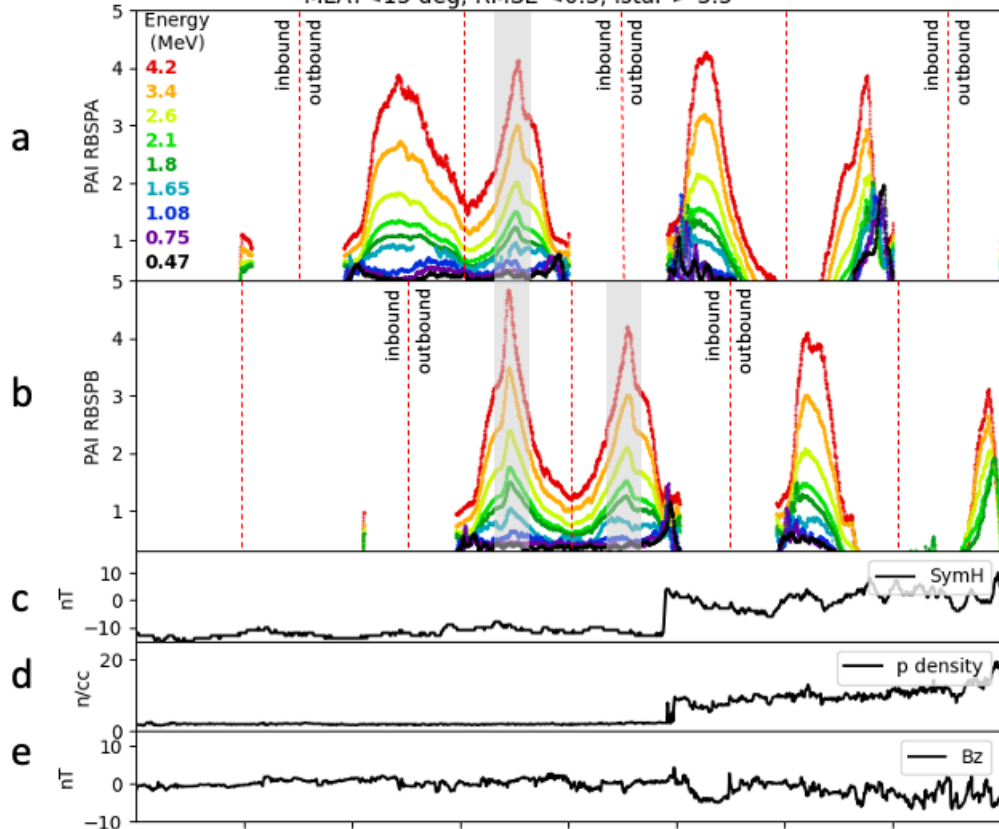 5
Energy
(MeV)
inbound
outbound
inbound
outbound
inbound
outbound
4.2
3.4
2.6
2.1
1.8
1.65
1.08
0.75
0.47
a
PAI RBSPA
4
3
2
1
5
inbound
outbound
inbound
outbound
b
PAI RBSPB
4
3
2
1
c
nT
10
0
−10
SymH
d
n/cc
20
0
p density
e
nT
10
0
−10
Bz